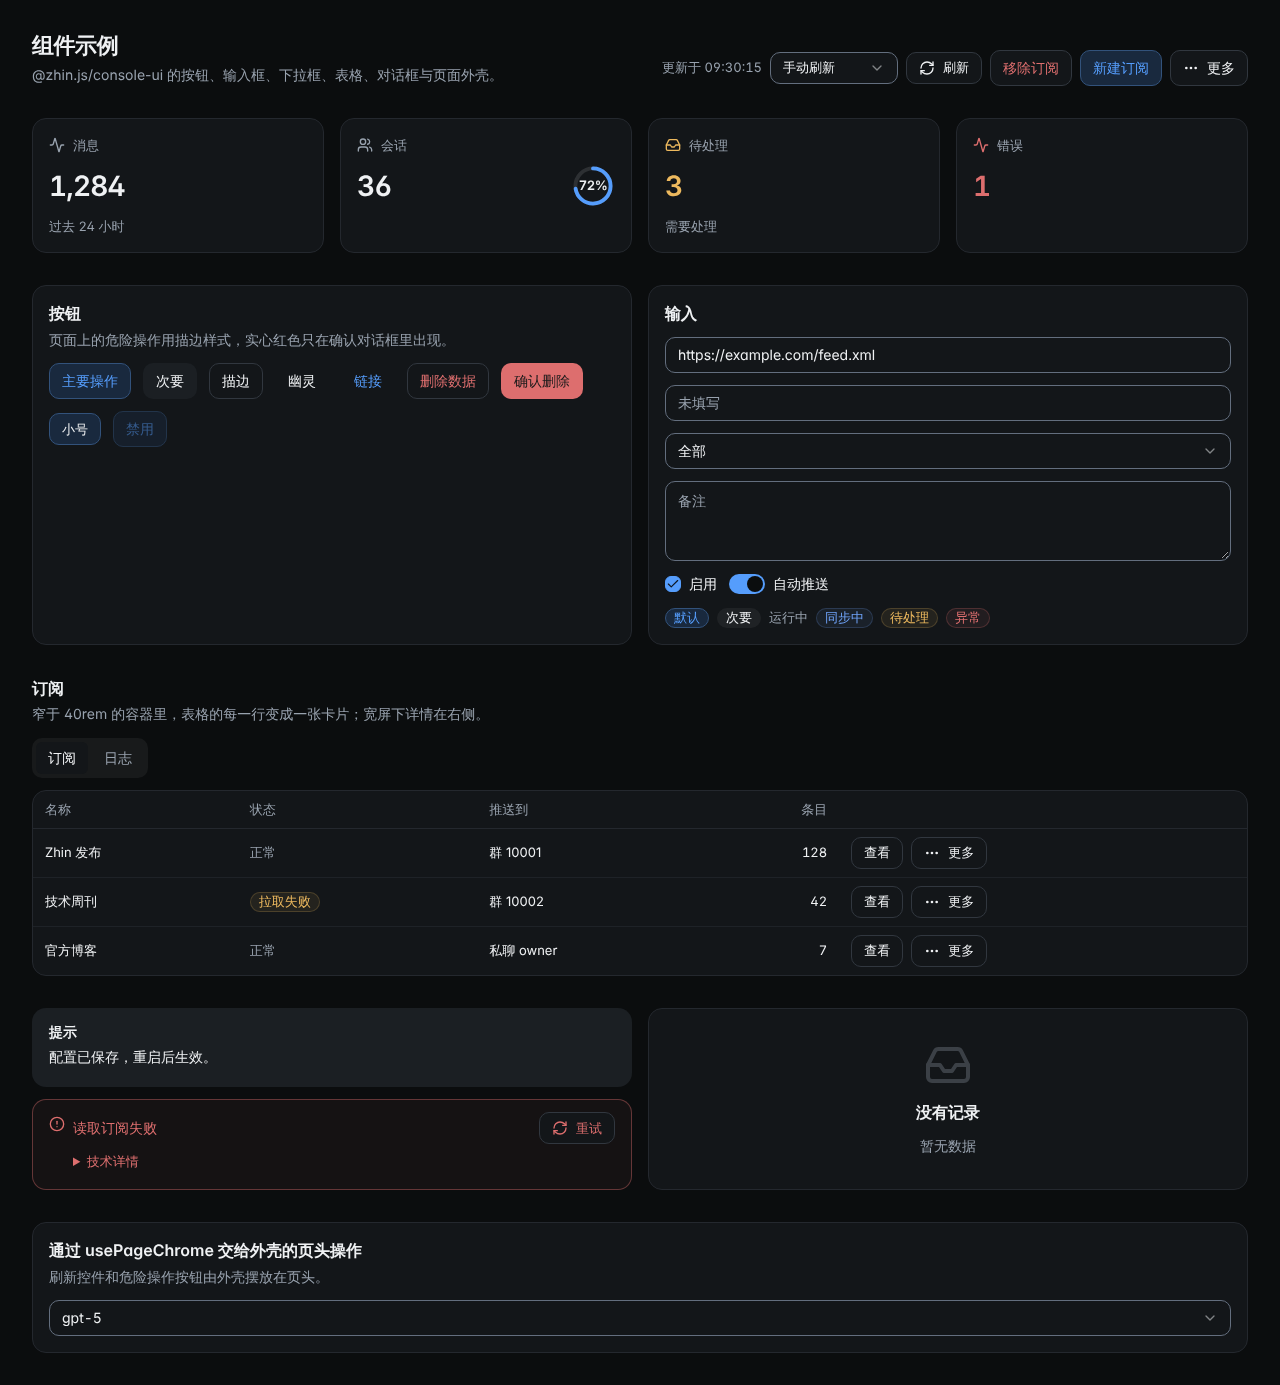 组件示例
@zhin.js/console-ui 的按钮、输入框、下拉框、表格、对话框与页面外壳。
更新于 09:30:15
手动刷新
刷新
移除订阅
新建订阅
更多
消息
1,284
过去 24 小时
会话
36
72%
待处理
3
需要处理
错误
1
按钮
页面上的危险操作用描边样式，实心红色只在确认对话框里出现。
主要操作
次要
描边
幽灵
链接
删除数据
确认删除
小号
禁用
输入
https://example.com/feed.xml
未填写
全部
备注
启用
自动推送
默认
次要
运行中
同步中
待处理
异常
订阅
窄于 40rem 的容器里，表格的每一行变成一张卡片；宽屏下详情在右侧。
订阅
日志
名称 状态 推送到 条目
Zhin 发布 正常 群 10001 128 查看 更多
技术周刊 拉取失败 群 10002 42 查看 更多
官方博客 正常 私聊 owner 7 查看 更多
提示
配置已保存，重启后生效。
读取订阅失败
重试
技术详情
没有记录
暂无数据
通过 usePageChrome 交给外壳的页头操作
刷新控件和危险操作按钮由外壳摆放在页头。
gpt-5